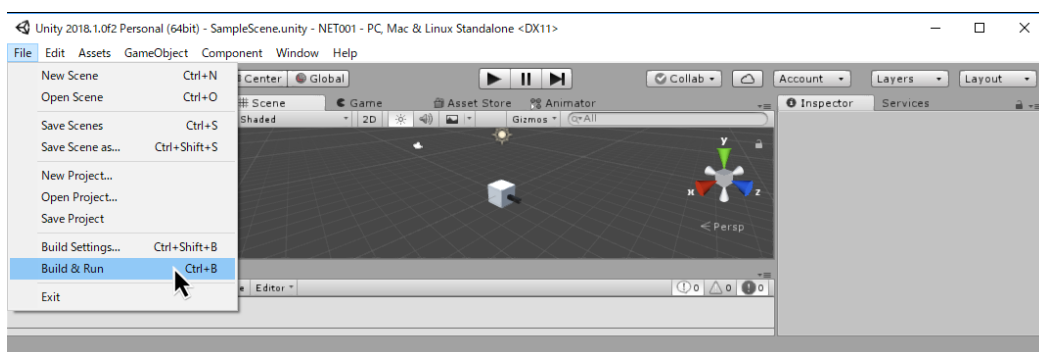 Unity 2018.1.0f2 Personal (64bit) - SampleScene.unity - NET001 - PC, Mac & Linux Standalone <DX11>
File Edit Assets GameObject Component Window Help
New Scene Ctrl+N
Open Scene Ctrl+O
Save Scenes Ctrl+S
Save Scene as... Ctrl+Shift+S
New Project...
Open Project...
Save Project
Build Settings... Ctrl+Shift+B
Build & Run Ctrl+B
Exit
Center Global Collab Account Layers Layout
Scene Game Asset Store Animator Inspector Services
Shaded 2D Gizmos All
y
x z
Persp
Editor 0 0 0